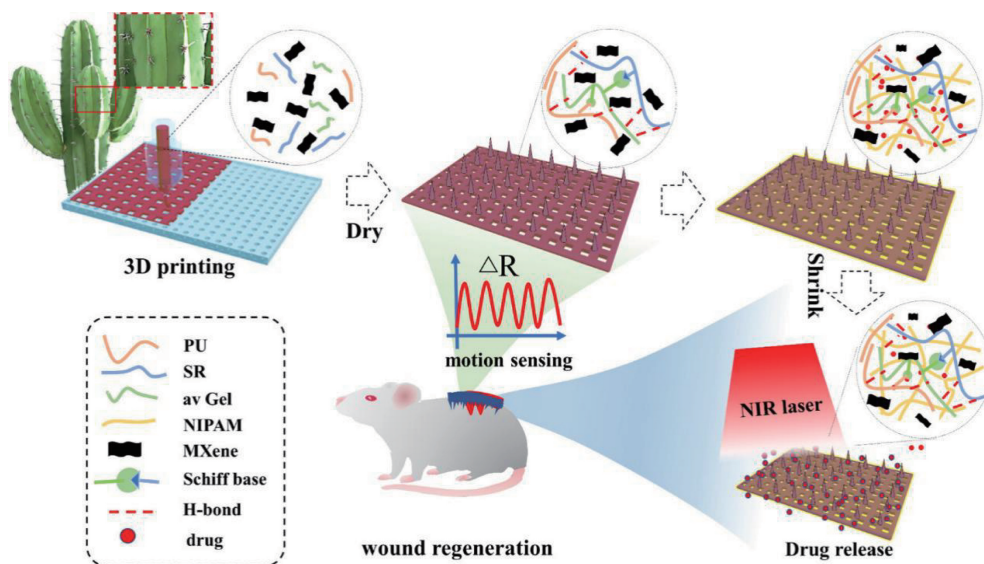 3D printing
Dry
Shrink
△R
motion sensing
PU
SR
av Gel
NIPAM
MXene
Schiff base
H-bond
drug
NIR laser
wound regeneration
Drug release